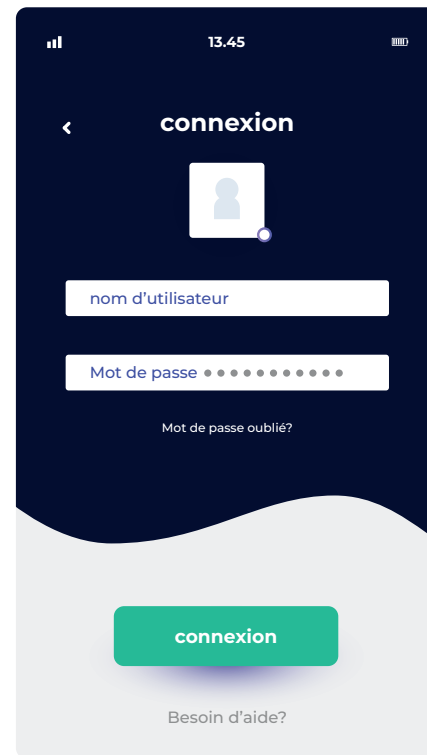 13.45
connexion
nom d’utilisateur
Mot de passe
Mot de passe oublié?
connexion
Besoin d’aide?